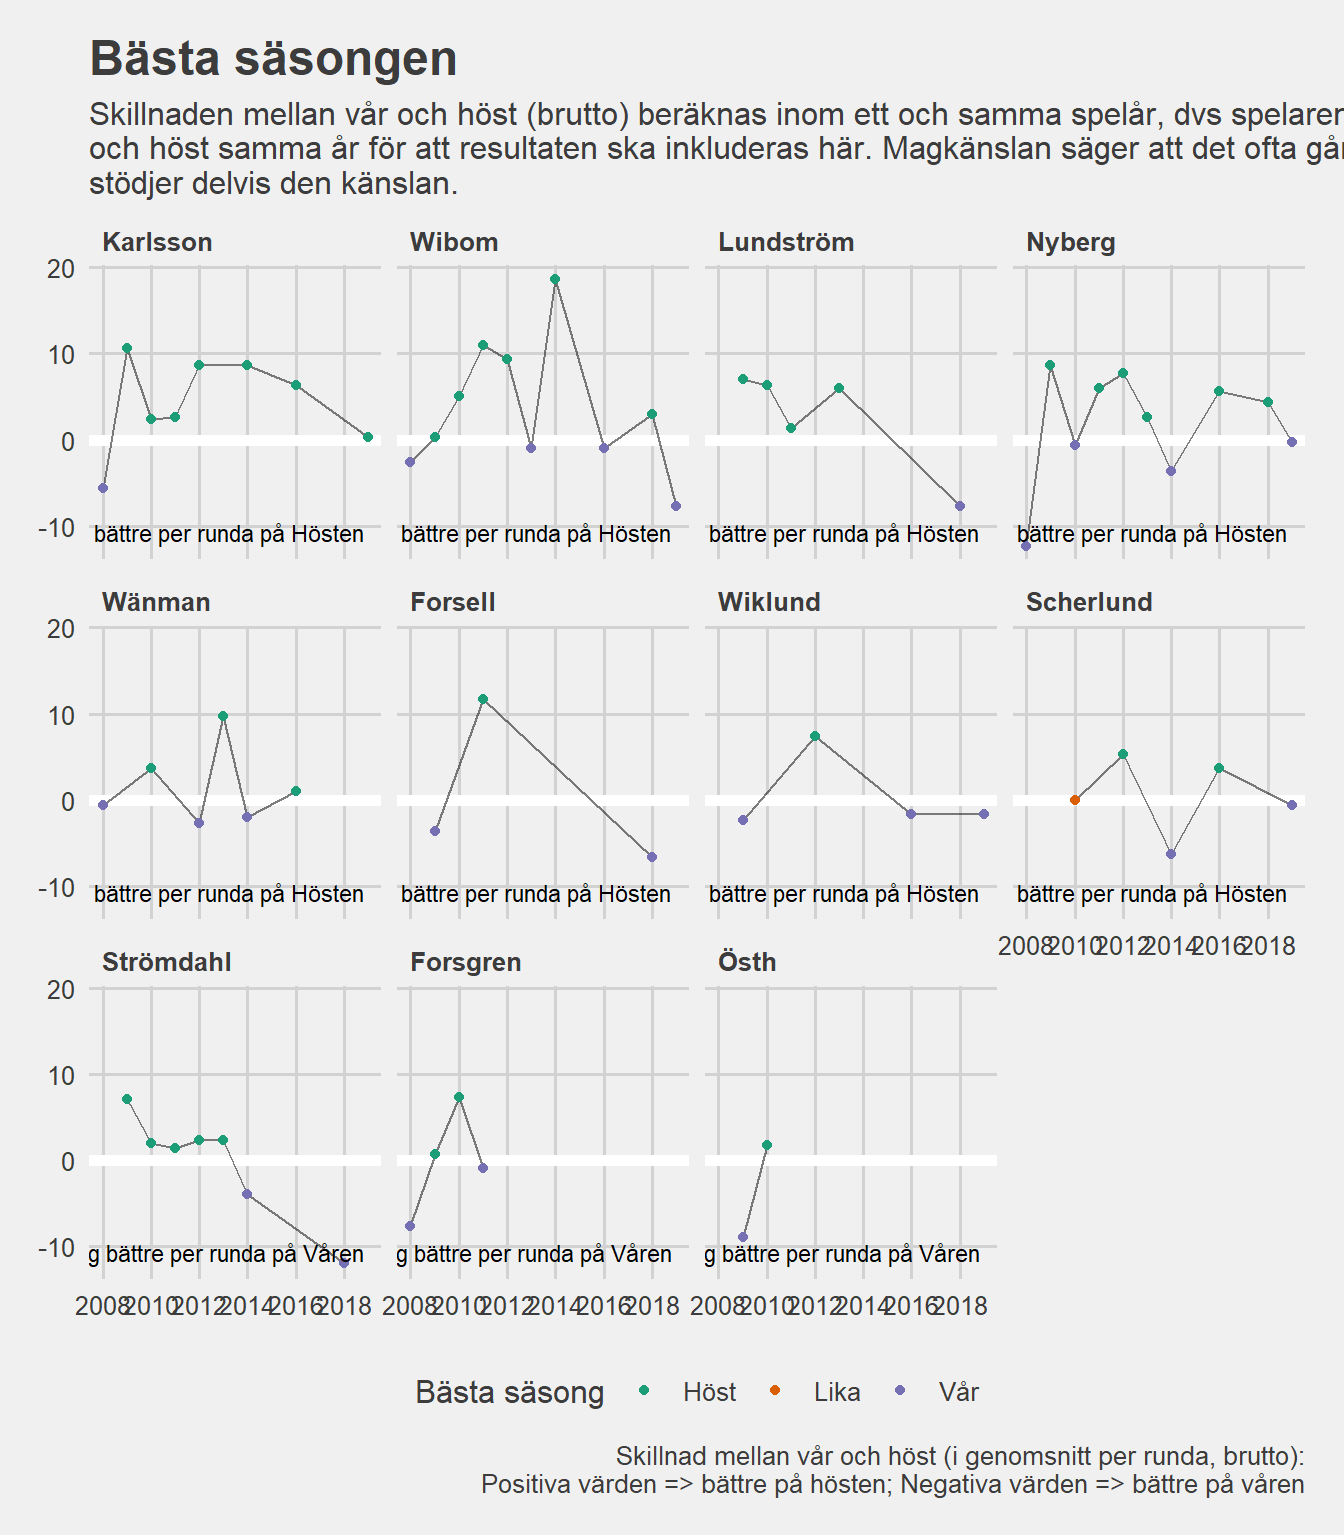 Bästa säsongen
Skillnaden mellan vår och höst (brutto) beräknas inom ett och samma spelår, dvs spelaren
och höst samma år för att resultaten ska inkluderas här. Magkänslan säger att det ofta går
stödjer delvis den känslan.
Karlsson
Wibom
Lundström
Nyberg
20
10
0
-10
bättre per runda på Hösten
bättre per runda på Hösten
bättre per runda på Hösten
bättre per runda på Hösten
Wänman
Forsell
Wiklund
Scherlund
20
10
0
-10
bättre per runda på Hösten
bättre per runda på Hösten
bättre per runda på Hösten
bättre per runda på Hösten
2008 2010 2012 2014 2016 2018
Strömdahl
Forsgren
Östh
20
10
0
-10
g bättre per runda på Våren
g bättre per runda på Våren
g bättre per runda på Våren
2008 2010 2012 2014 2016 2018
2008 2010 2012 2014 2016 2018
2008 2010 2012 2014 2016 2018
Bästa säsong Höst Lika Vår
Skillnad mellan vår och höst (i genomsnitt per runda, brutto):
Positiva värden => bättre på hösten; Negativa värden => bättre på våren